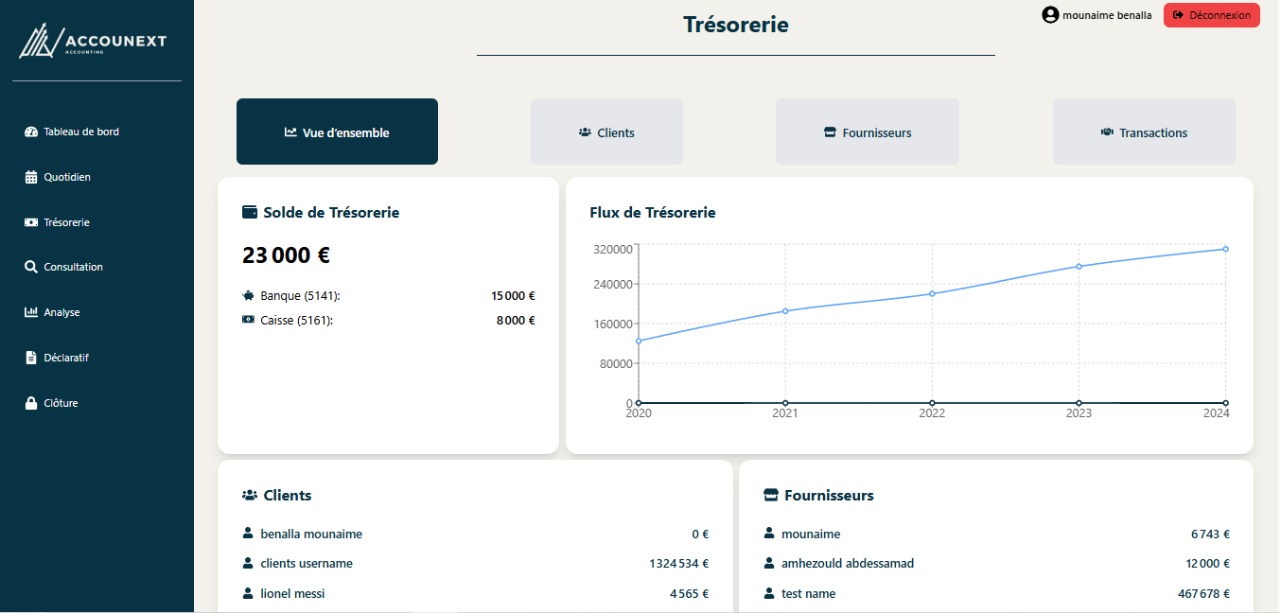 ACCOUNEXT
ACCOUNTING
Tableau de bord
Quotidien
Trésorerie
Consultation
Analyse
Déclaratif
Clôture
Trésorerie
mounaime benalla
Déconnexion
Vue d'ensemble
Clients
Fournisseurs
Transactions
Solde de Trésorerie
23 000 €
Banque (5141): 15 000 €
Caisse (5161): 8 000 €
Flux de Trésorerie
320000
240000
160000
80000
0
2020 2021 2022 2023 2024
Clients
benalla mounaime 0 €
clients username 1 324 534 €
lionel messi 4 565 €
Fournisseurs
mounaime 6 743 €
amhezould abdessamad 12 000 €
test name 467 678 €